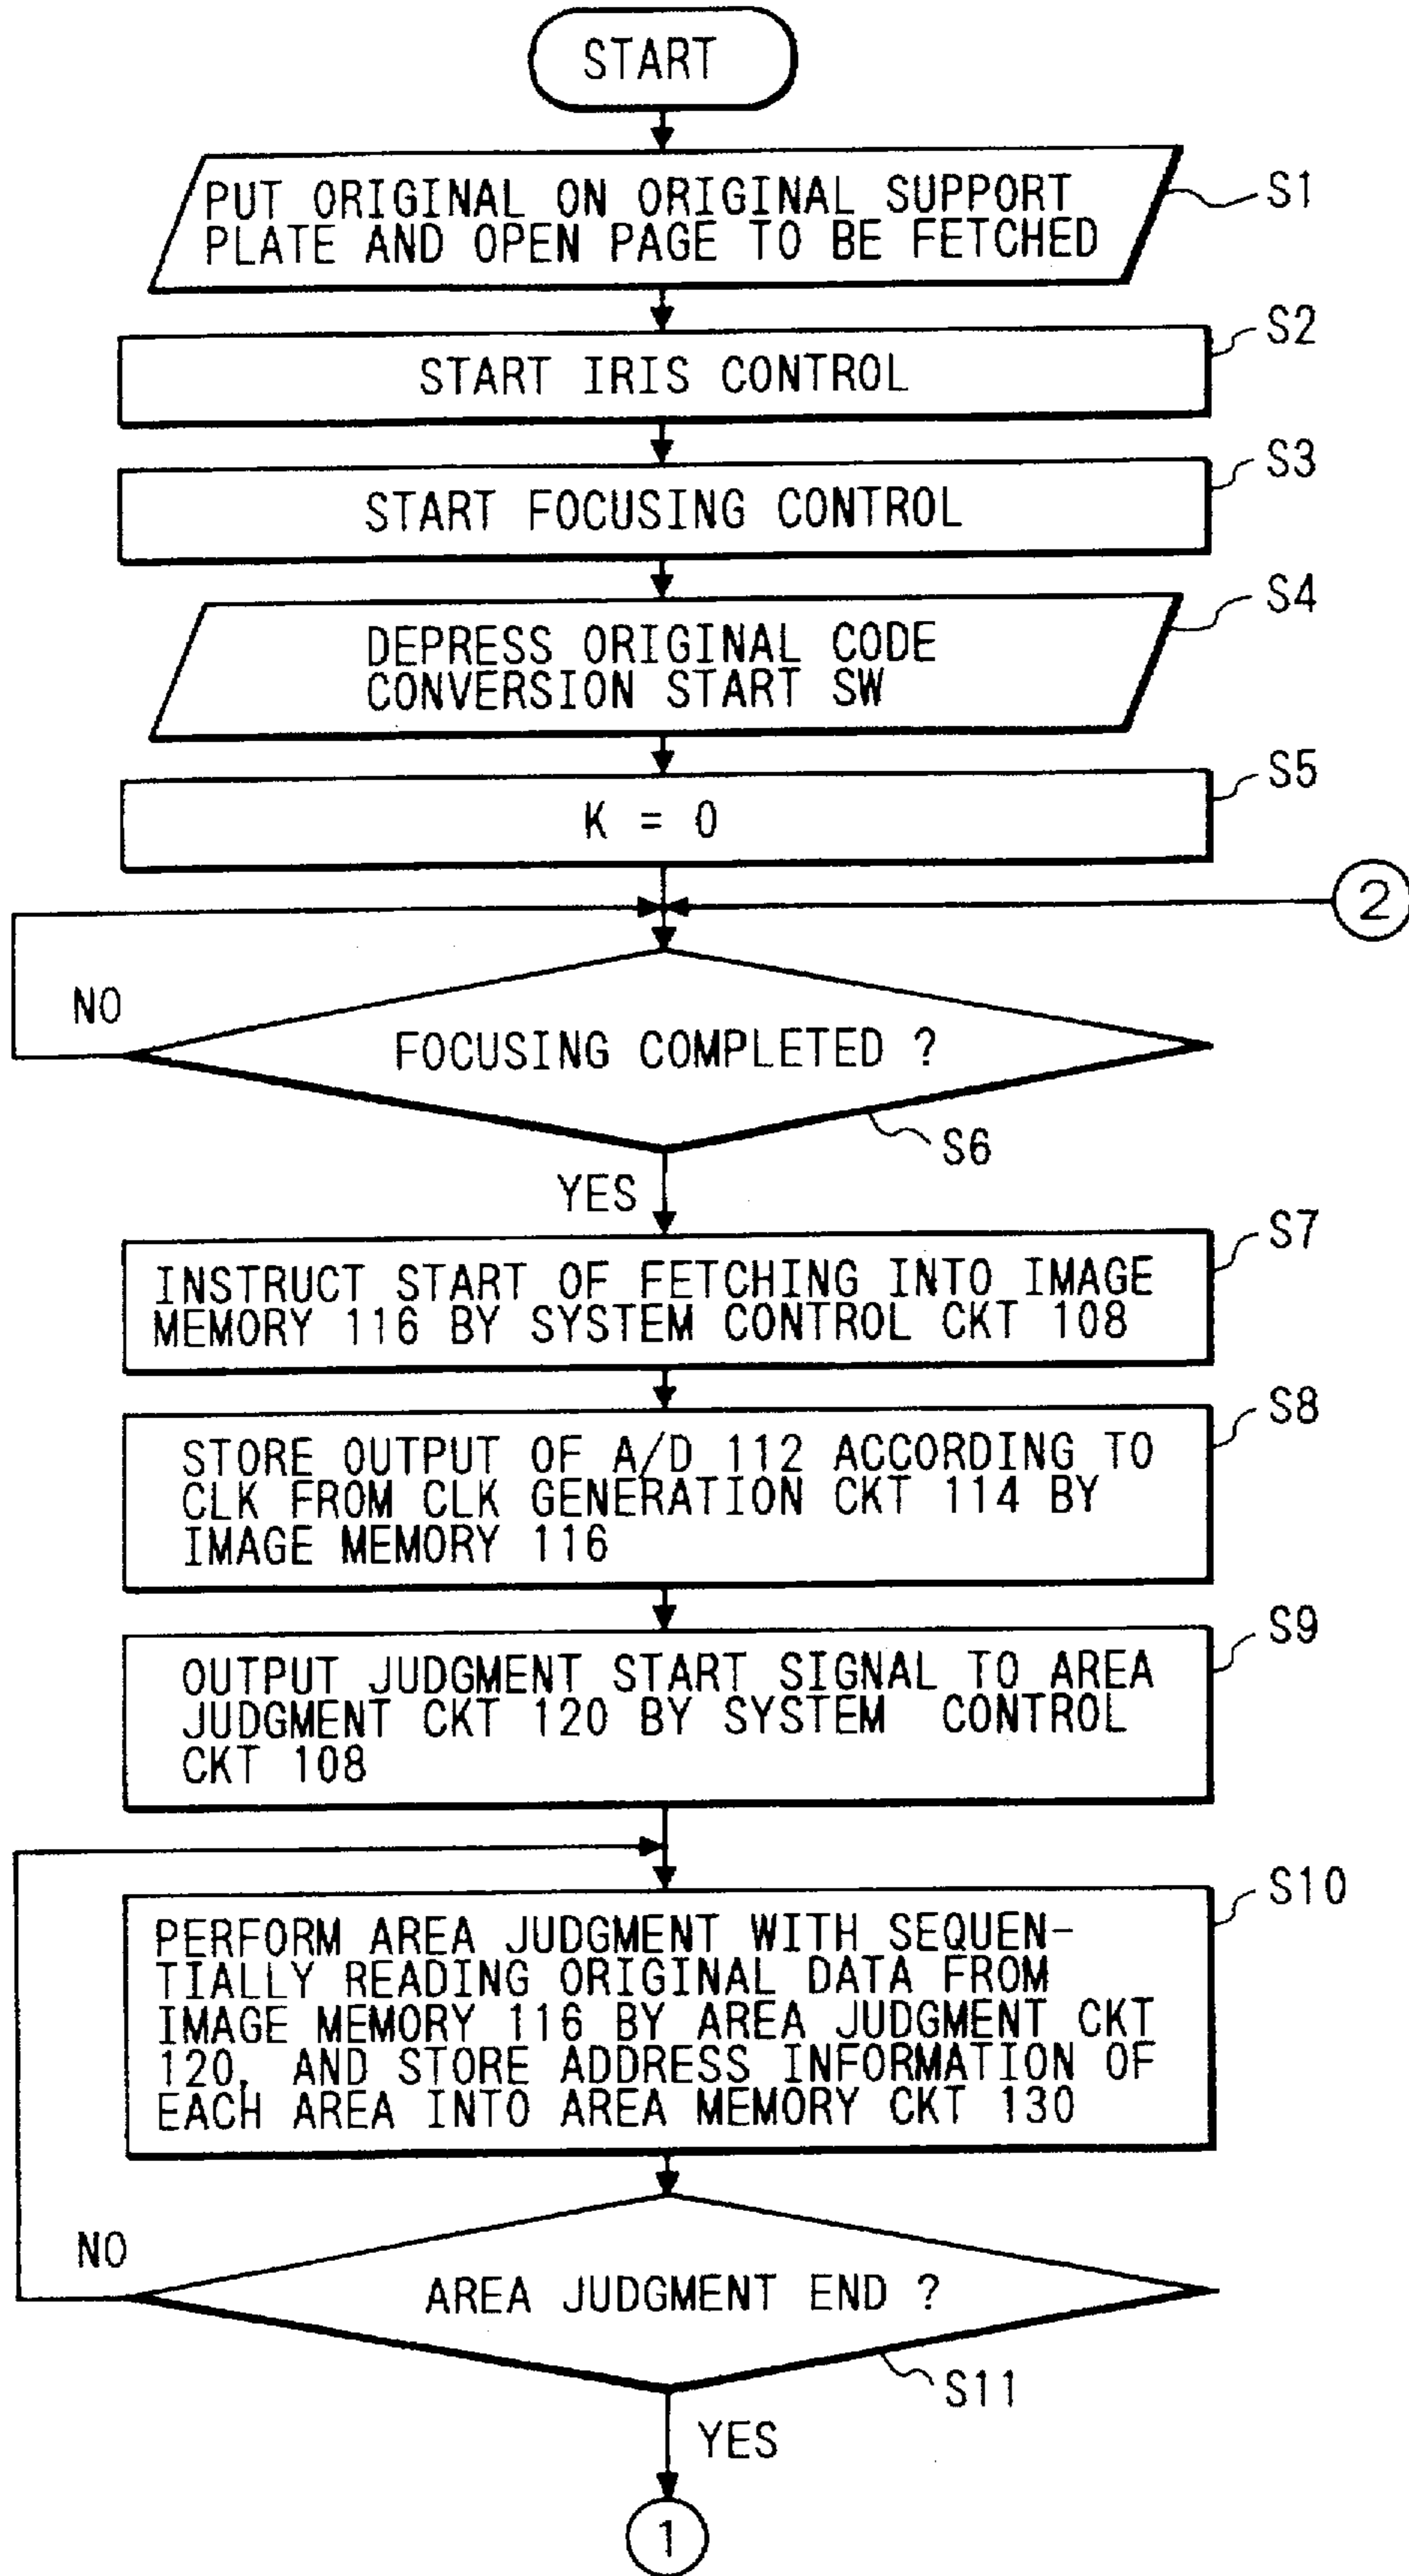 START
PUT ORIGINAL ON ORIGINAL SUPPORT
PLATE AND OPEN PAGE TO BE FETCHED
S1
START IRIS CONTROL
S2
START FOCUSING CONTROL
S3
DEPRESS ORIGINAL CODE
CONVERSION START SW
S4
K = 0
S5
2
NO
FOCUSING COMPLETED ?
S6
YES
INSTRUCT START OF FETCHING INTO IMAGE
MEMORY 116 BY SYSTEM CONTROL CKT 108
S7
STORE OUTPUT OF A/D 112 ACCORDING TO
CLK FROM CLK GENERATION CKT 114 BY
IMAGE MEMORY 116
S8
OUTPUT JUDGMENT START SIGNAL TO AREA
JUDGMENT CKT 120 BY SYSTEM CONTROL
CKT 108
S9
PERFORM AREA JUDGMENT WITH SEQUEN-
TIALLY READING ORIGINAL DATA FROM
IMAGE MEMORY 116 BY AREA JUDGMENT CKT
120, AND STORE ADDRESS INFORMATION OF
EACH AREA INTO AREA MEMORY CKT 130
S10
NO
AREA JUDGMENT END ?
S11
YES
1